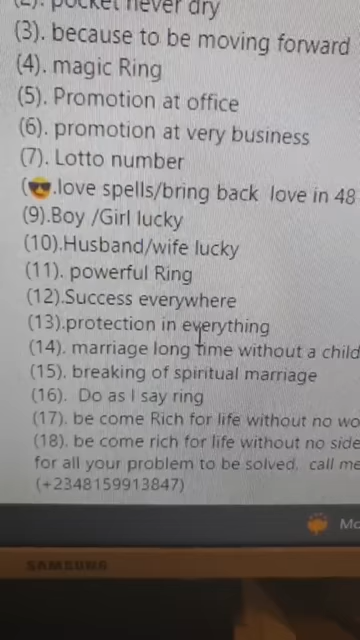 (2). pocket never dry
(3). because to be moving forward
(4). magic Ring
(5). Promotion at office
(6). promotion at very business
(7). Lotto number
(😎.love spells/bring back love in 48
(9).Boy /Girl lucky
(10).Husband/wife lucky
(11). powerful Ring
(12).Success everywhere
(13).protection in everything
(14). marriage long time without a child
(15). breaking of spiritual marriage
(16). Do as I say ring
(17). be come Rich for life without no wo
(18). be come rich for life without no side
for all your problem to be solved. call me
(+2348159913847)
Mo
SAMSUNG